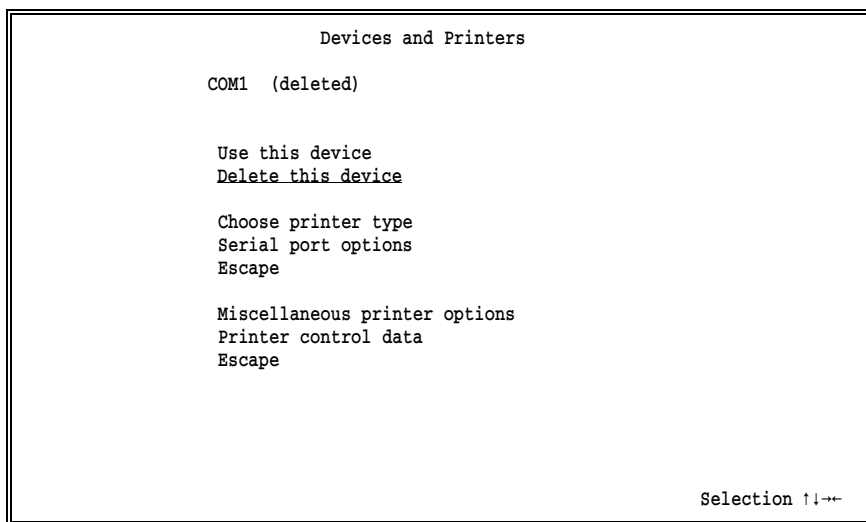 Devices and Printers
COM1 (deleted)
Use this device
Delete this device
Choose printer type
Serial port options
Escape
Miscellaneous printer options
Printer control data
Escape
Selection ↑↓→←